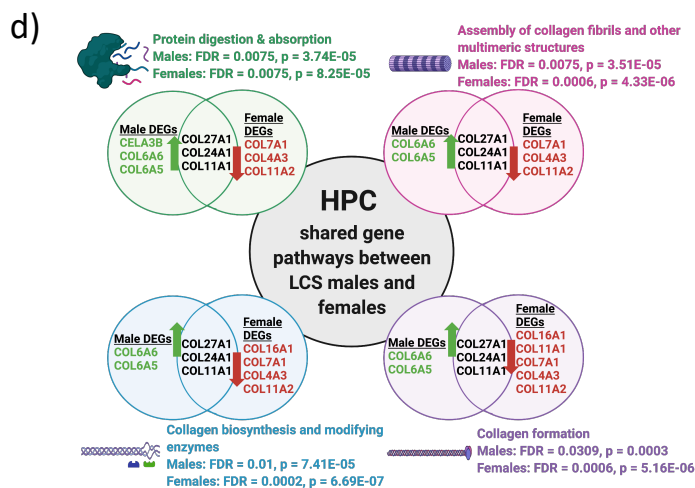 d)
Protein digestion & absorption
Males: FDR = 0.0075, p = 3.74E-05
Females: FDR = 0.0075, p = 8.25E-05
Assembly of collagen fibrils and other
multimeric structures
Males: FDR = 0.0075, p = 3.51E-05
Females: FDR = 0.0006, p = 4.33E-06
Male DEGs
CELA3B
COL6A6
COL6A5
COL27A1
COL24A1
COL11A1
Female
DEGs
COL7A1
COL4A3
COL11A2
Male DEGs
COL6A6
COL6A5
COL27A1
COL24A1
COL11A1
Female
DEGs
COL7A1
COL4A3
COL11A2
HPC
shared gene
pathways between
LCS males and
females
Male DEGs
COL6A6
COL6A5
COL27A1
COL24A1
COL11A1
Female
DEGs
COL16A1
COL7A1
COL4A3
COL11A2
Male DEGs
COL6A6
COL6A5
COL27A1
COL24A1
COL11A1
Female
DEGs
COL16A1
COL11A1
COL7A1
COL4A3
COL11A2
Collagen biosynthesis and modifying
enzymes
Males: FDR = 0.01, p = 7.41E-05
Females: FDR = 0.0002, p = 6.69E-07
Collagen formation
Males: FDR = 0.0309, p = 0.0003
Females: FDR = 0.0006, p = 5.16E-06